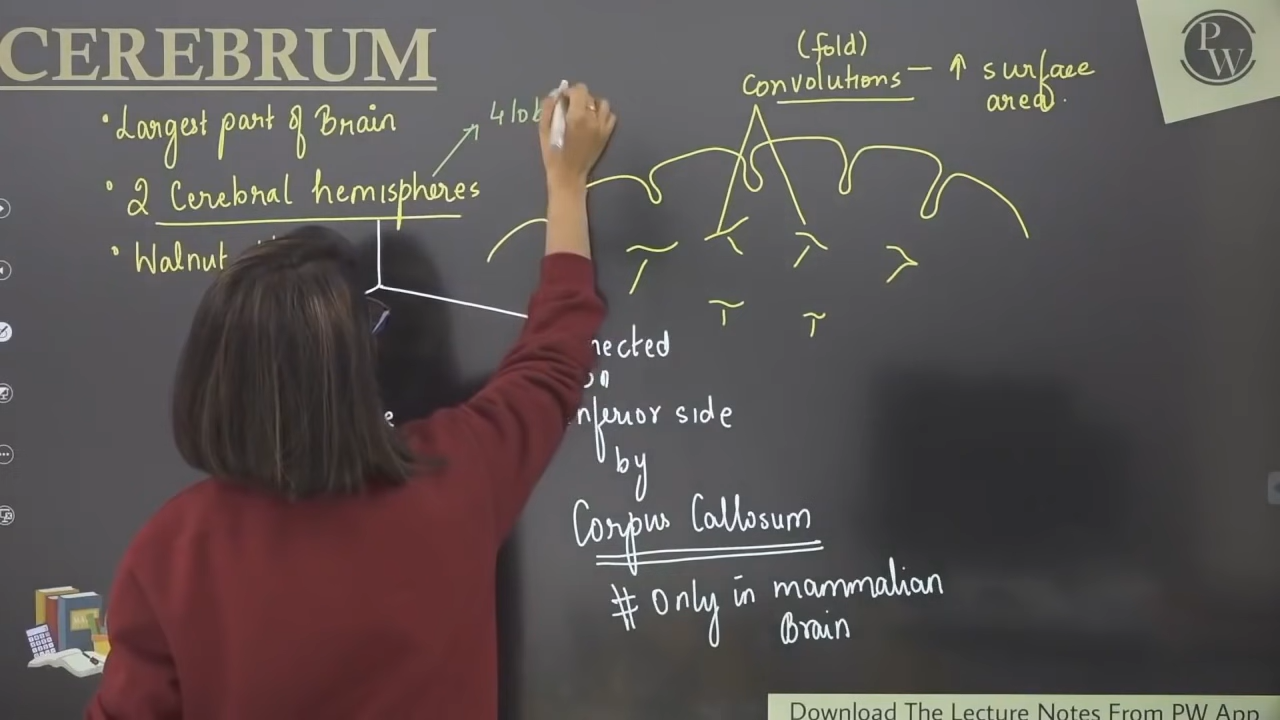 CEREBRUM
• Largest part of Brain
• 2 Cerebral hemispheres
• Walnut
4 lob
(fold)
Convolutions — ↑ surface
area.
nected
on
inferior side
by
Corpus Callosum
# Only in mammalian
Brain
PW
Download The Lecture Notes From PW App